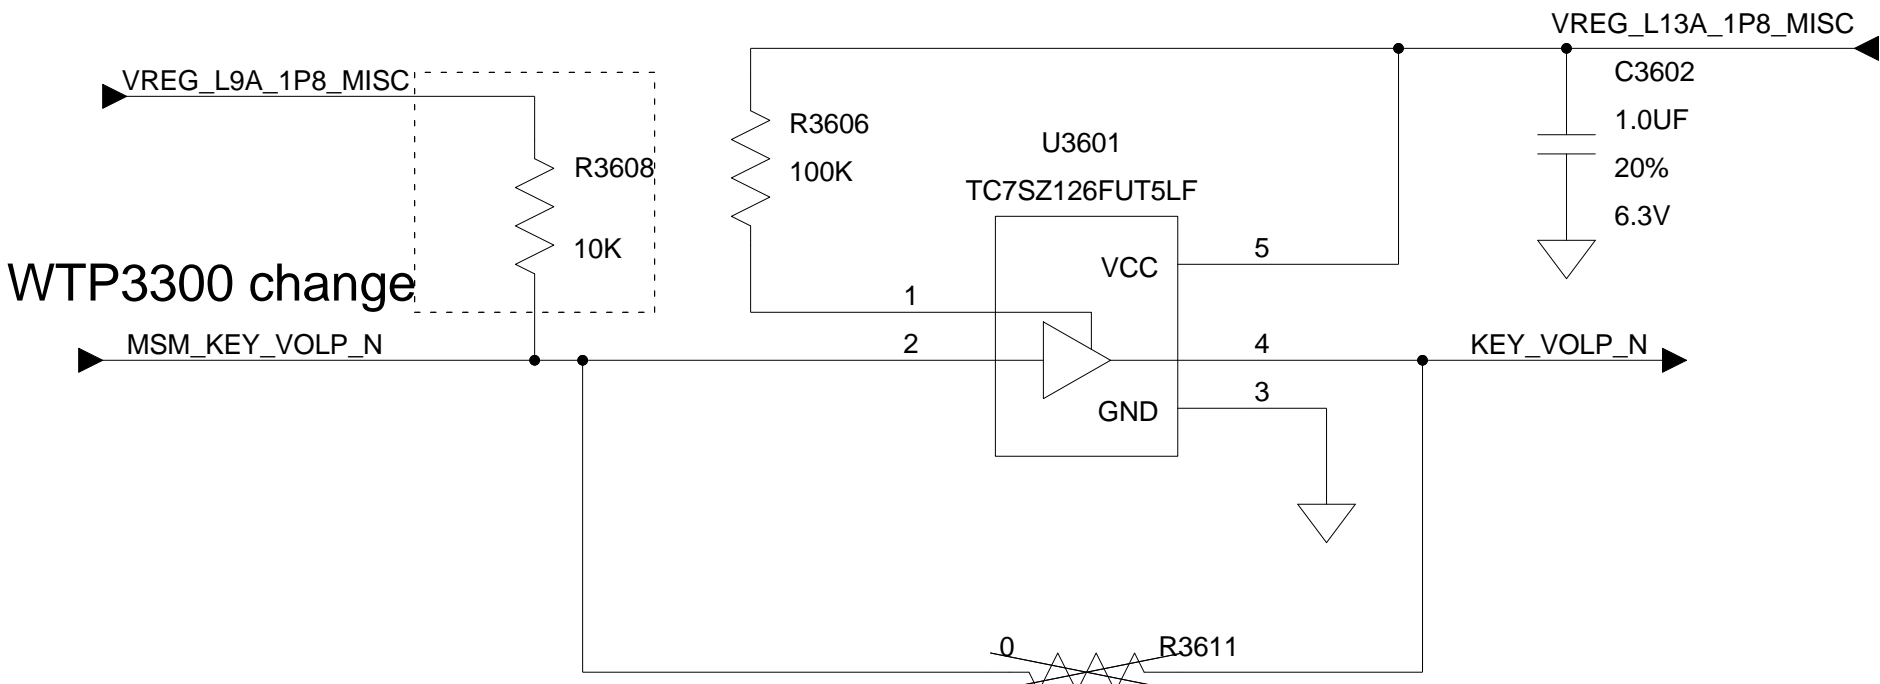 VREG_L13A_1P8_MISC
VREG_L9A_1P8_MISC
C3602
1.0UF
20%
6.3V
R3606
100K
U3601
TC7SZ126FUT5LF
R3608
10K
VCC
5
WTP3300 change
1
MSM_KEY_VOLP_N
2
4
KEY_VOLP_N
3
GND
0
R3611